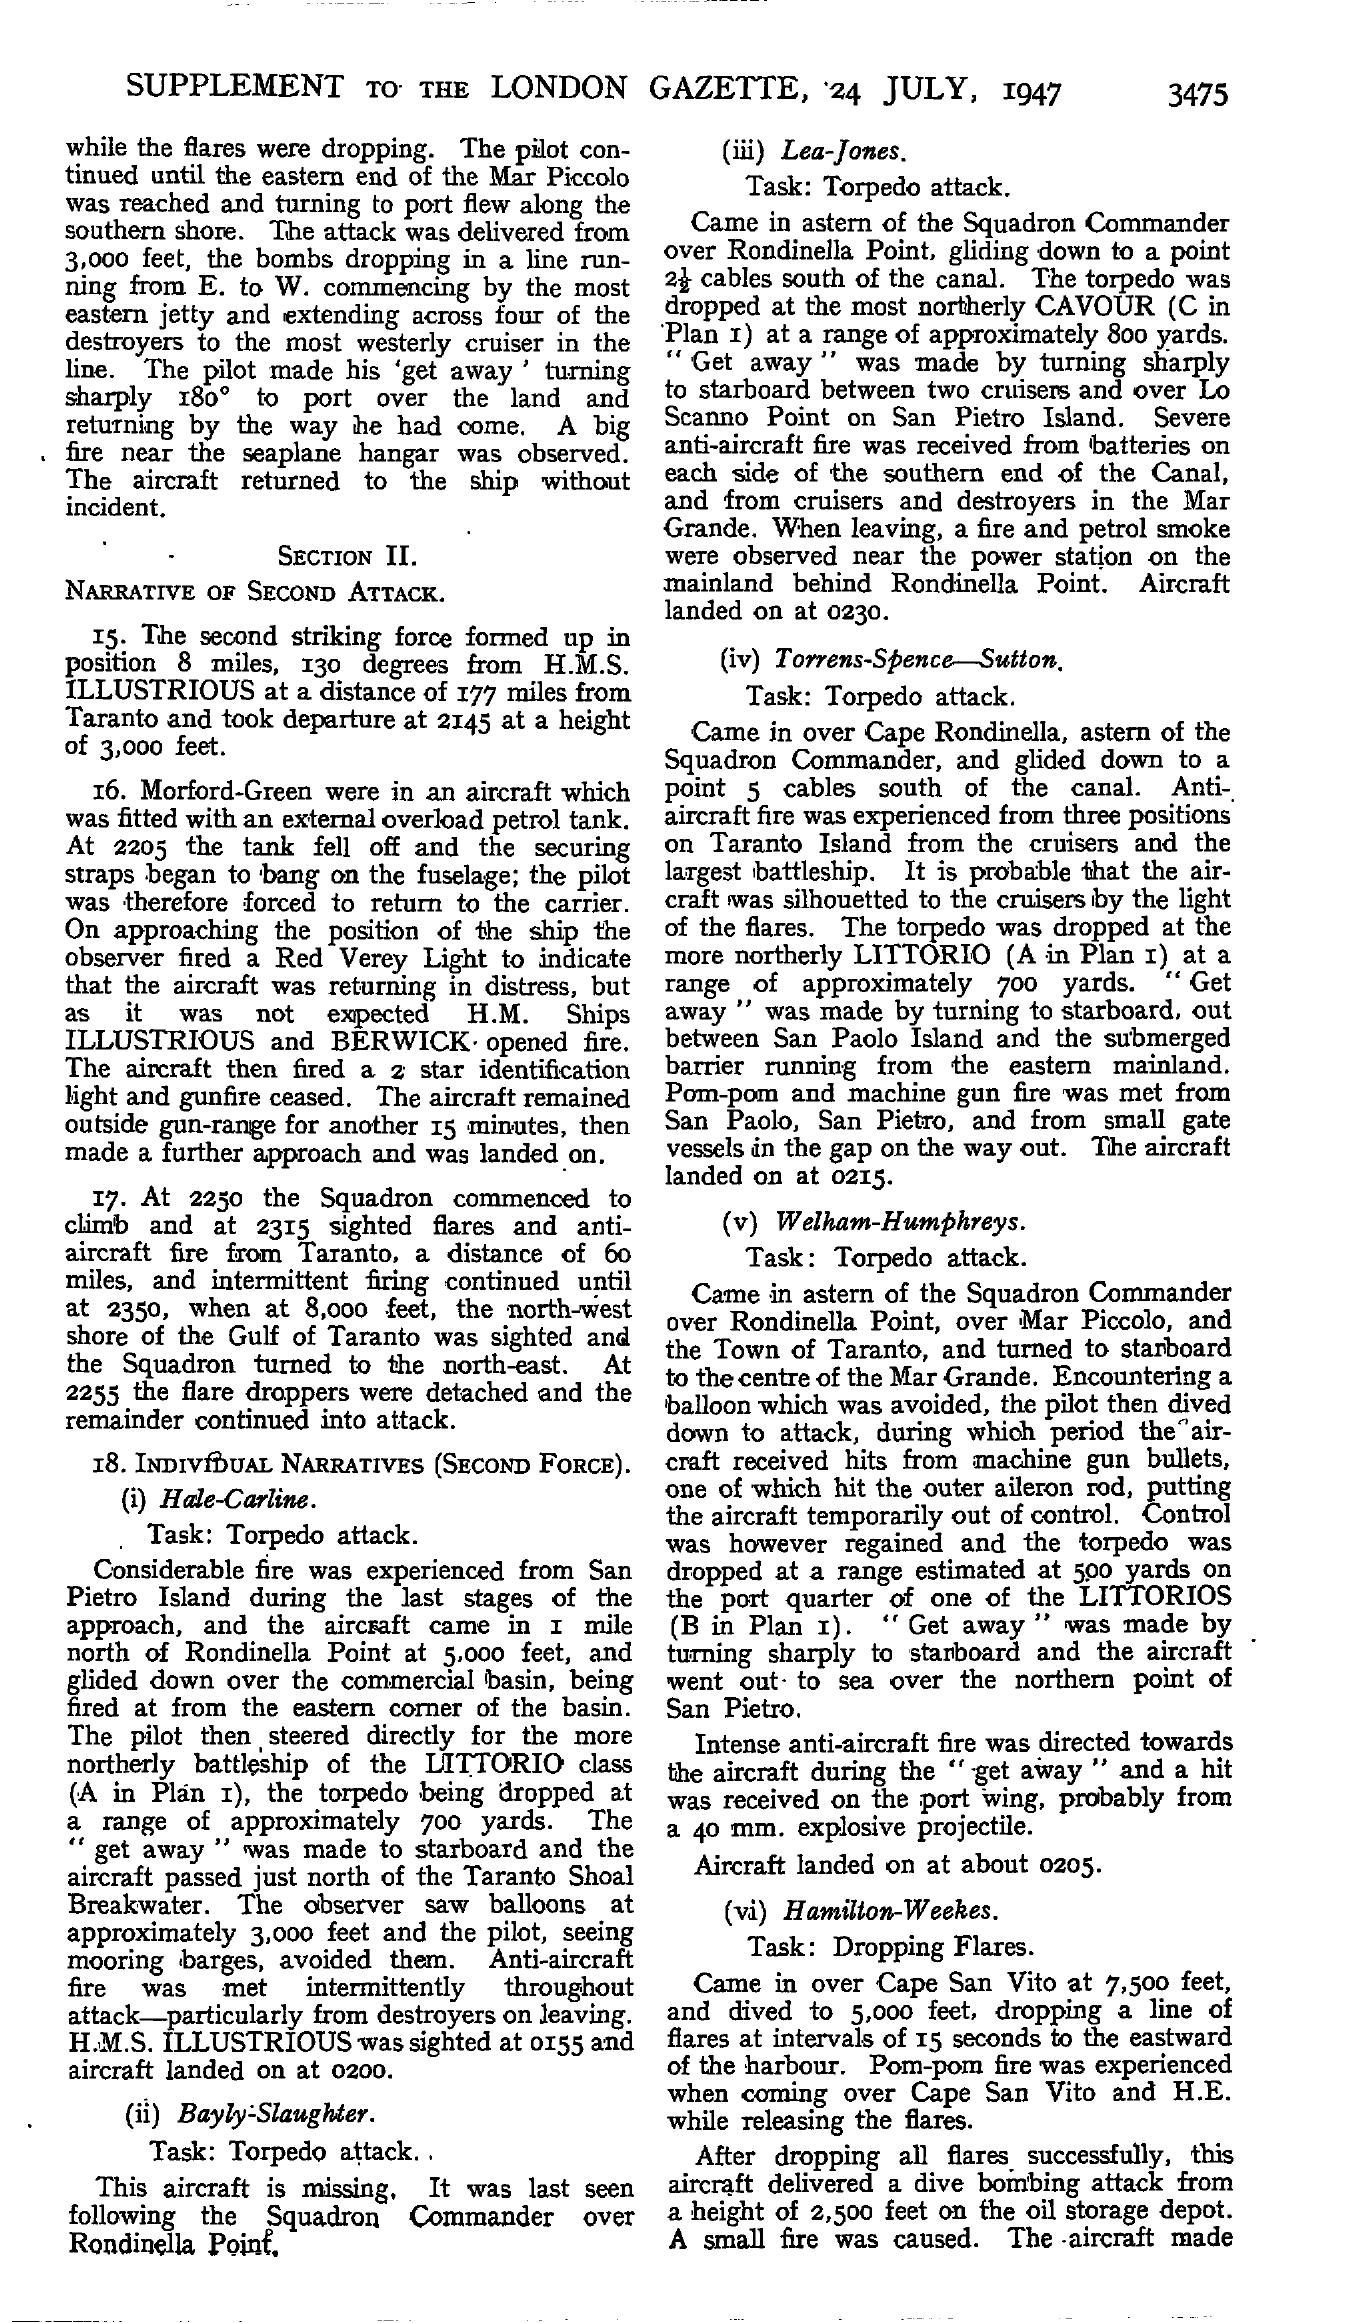 SUPPLEMENT TO THE LONDON GAZETTE, 24 JULY, 1947 3475
while the flares were dropping. The pilot con-
tinued until the eastern end of the Mar Piccolo
was reached and turning to port flew along the
southern shore. The attack was delivered from
3,000 feet, the bombs dropping in a line run-
ning from E. to W. commencing by the most
eastern jetty and extending across four of the
destroyers to the most westerly cruiser in the
line. The pilot made his 'get away' turning
sharply 180° to port over the land and
returning by the way he had come. A big
fire near the seaplane hangar was observed.
The aircraft returned to the ship without
incident.
SECTION II.
NARRATIVE OF SECOND ATTACK.
15. The second striking force formed up in
position 8 miles, 130 degrees from H.M.S.
ILLUSTRIOUS at a distance of 177 miles from
Taranto and took departure at 2145 at a height
of 3,000 feet.
16. Morford-Green were in an aircraft which
was fitted with an external overload petrol tank.
At 2205 the tank fell off and the securing
straps began to bang on the fuselage; the pilot
was therefore forced to return to the carrier.
On approaching the position of the ship the
observer fired a Red Verey Light to indicate
that the aircraft was returning in distress, but
as it was not expected H.M. Ships
ILLUSTRIOUS and BERWICK opened fire.
The aircraft then fired a 2 star identification
light and gunfire ceased. The aircraft remained
outside gun-range for another 15 minutes, then
made a further approach and was landed on.
17. At 2250 the Squadron commenced to
climb and at 2315 sighted flares and anti-
aircraft fire from Taranto, a distance of 60
miles, and intermittent firing continued until
at 2350, when at 8,000 feet, the north-west
shore of the Gulf of Taranto was sighted and
the Squadron turned to the north-east. At
2255 the flare droppers were detached and the
remainder continued into attack.
18. INDIVIDUAL NARRATIVES (SECOND FORCE).
(i) Hale-Carline.
Task: Torpedo attack.
Considerable fire was experienced from San
Pietro Island during the last stages of the
approach, and the aircraft came in 1 mile
north of Rondinella Point at 5,000 feet, and
glided down over the commercial basin, being
fired at from the eastern corner of the basin.
The pilot then steered directly for the more
northerly battleship of the LITTORIO class
(A in Plan 1), the torpedo being dropped at
a range of approximately 700 yards. The
"get away" was made to starboard and the
aircraft passed just north of the Taranto Shoal
Breakwater. The observer saw balloons at
approximately 3,000 feet and the pilot, seeing
mooring barges, avoided them. Anti-aircraft
fire was met intermittently throughout
attack—particularly from destroyers on leaving.
H.M.S. ILLUSTRIOUS was sighted at 0155 and
aircraft landed on at 0200.
(ii) Bayly-Slaughter.
Task: Torpedo attack.
This aircraft is missing. It was last seen
following the Squadron Commander over
Rondinella Point.
(iii) Lea-Jones.
Task: Torpedo attack.
Came in astern of the Squadron Commander
over Rondinella Point, gliding down to a point
2½ cables south of the canal. The torpedo was
dropped at the most northerly CAVOUR (C in
Plan 1) at a range of approximately 800 yards.
"Get away" was made by turning sharply
to starboard between two cruisers and over Lo
Scanno Point on San Pietro Island. Severe
anti-aircraft fire was received from batteries on
each side of the southern end of the Canal,
and from cruisers and destroyers in the Mar
Grande. When leaving, a fire and petrol smoke
were observed near the power station on the
mainland behind Rondinella Point. Aircraft
landed on at 0230.
(iv) Torrens-Spence—Sutton.
Task: Torpedo attack.
Came in over Cape Rondinella, astern of the
Squadron Commander, and glided down to a
point 5 cables south of the canal. Anti-
aircraft fire was experienced from three positions
on Taranto Island from the cruisers and the
largest battleship. It is probable that the air-
craft was silhouetted to the cruisers by the light
of the flares. The torpedo was dropped at the
more northerly LITTORIO (A in Plan 1) at a
range of approximately 700 yards. "Get
away" was made by turning to starboard, out
between San Paolo Island and the submerged
barrier running from the eastern mainland.
Pom-pom and machine gun fire was met from
San Paolo, San Pietro, and from small gate
vessels in the gap on the way out. The aircraft
landed on at 0215.
(v) Welham-Humphreys.
Task: Torpedo attack.
Came in astern of the Squadron Commander
over Rondinella Point, over Mar Piccolo, and
the Town of Taranto, and turned to starboard
to the centre of the Mar Grande. Encountering a
balloon which was avoided, the pilot then dived
down to attack, during which period the air-
craft received hits from machine gun bullets,
one of which hit the outer aileron rod, putting
the aircraft temporarily out of control. Control
was however regained and the torpedo was
dropped at a range estimated at 500 yards on
the port quarter of one of the LITTORIOS
(B in Plan 1). "Get away" was made by
turning sharply to starboard and the aircraft
went out to sea over the northern point of
San Pietro.
Intense anti-aircraft fire was directed towards
the aircraft during the "get away" and a hit
was received on the port wing, probably from
a 40 mm. explosive projectile.
Aircraft landed on at about 0205.
(vi) Hamilton-Weekes.
Task: Dropping Flares.
Came in over Cape San Vito at 7,500 feet,
and dived to 5,000 feet, dropping a line of
flares at intervals of 15 seconds to the eastward
of the harbour. Pom-pom fire was experienced
when coming over Cape San Vito and H.E.
while releasing the flares.
After dropping all flares successfully, this
aircraft delivered a dive bombing attack from
a height of 2,500 feet on the oil storage depot.
A small fire was caused. The aircraft made